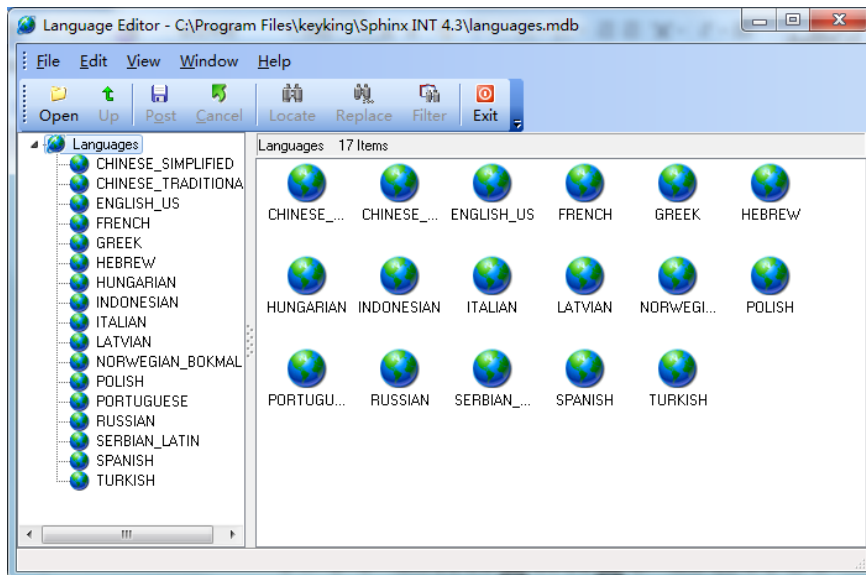 Language Editor - C:\Program Files\keyking\Sphinx INT 4.3\languages.mdb
File Edit View Window Help
Open Up Post Cancel Locate Replace Filter Exit
Languages
CHINESE_SIMPLIFIED
CHINESE_TRADITIONA
ENGLISH_US
FRENCH
GREEK
HEBREW
HUNGARIAN
INDONESIAN
ITALIAN
LATVIAN
NORWEGIAN_BOKMAL
POLISH
PORTUGUESE
RUSSIAN
SERBIAN_LATIN
SPANISH
TURKISH
Languages 17 Items
CHINESE_... CHINESE_... ENGLISH_US FRENCH GREEK HEBREW
HUNGARIAN INDONESIAN ITALIAN LATVIAN NORWEGI... POLISH
PORTUGU... RUSSIAN SERBIAN_... SPANISH TURKISH